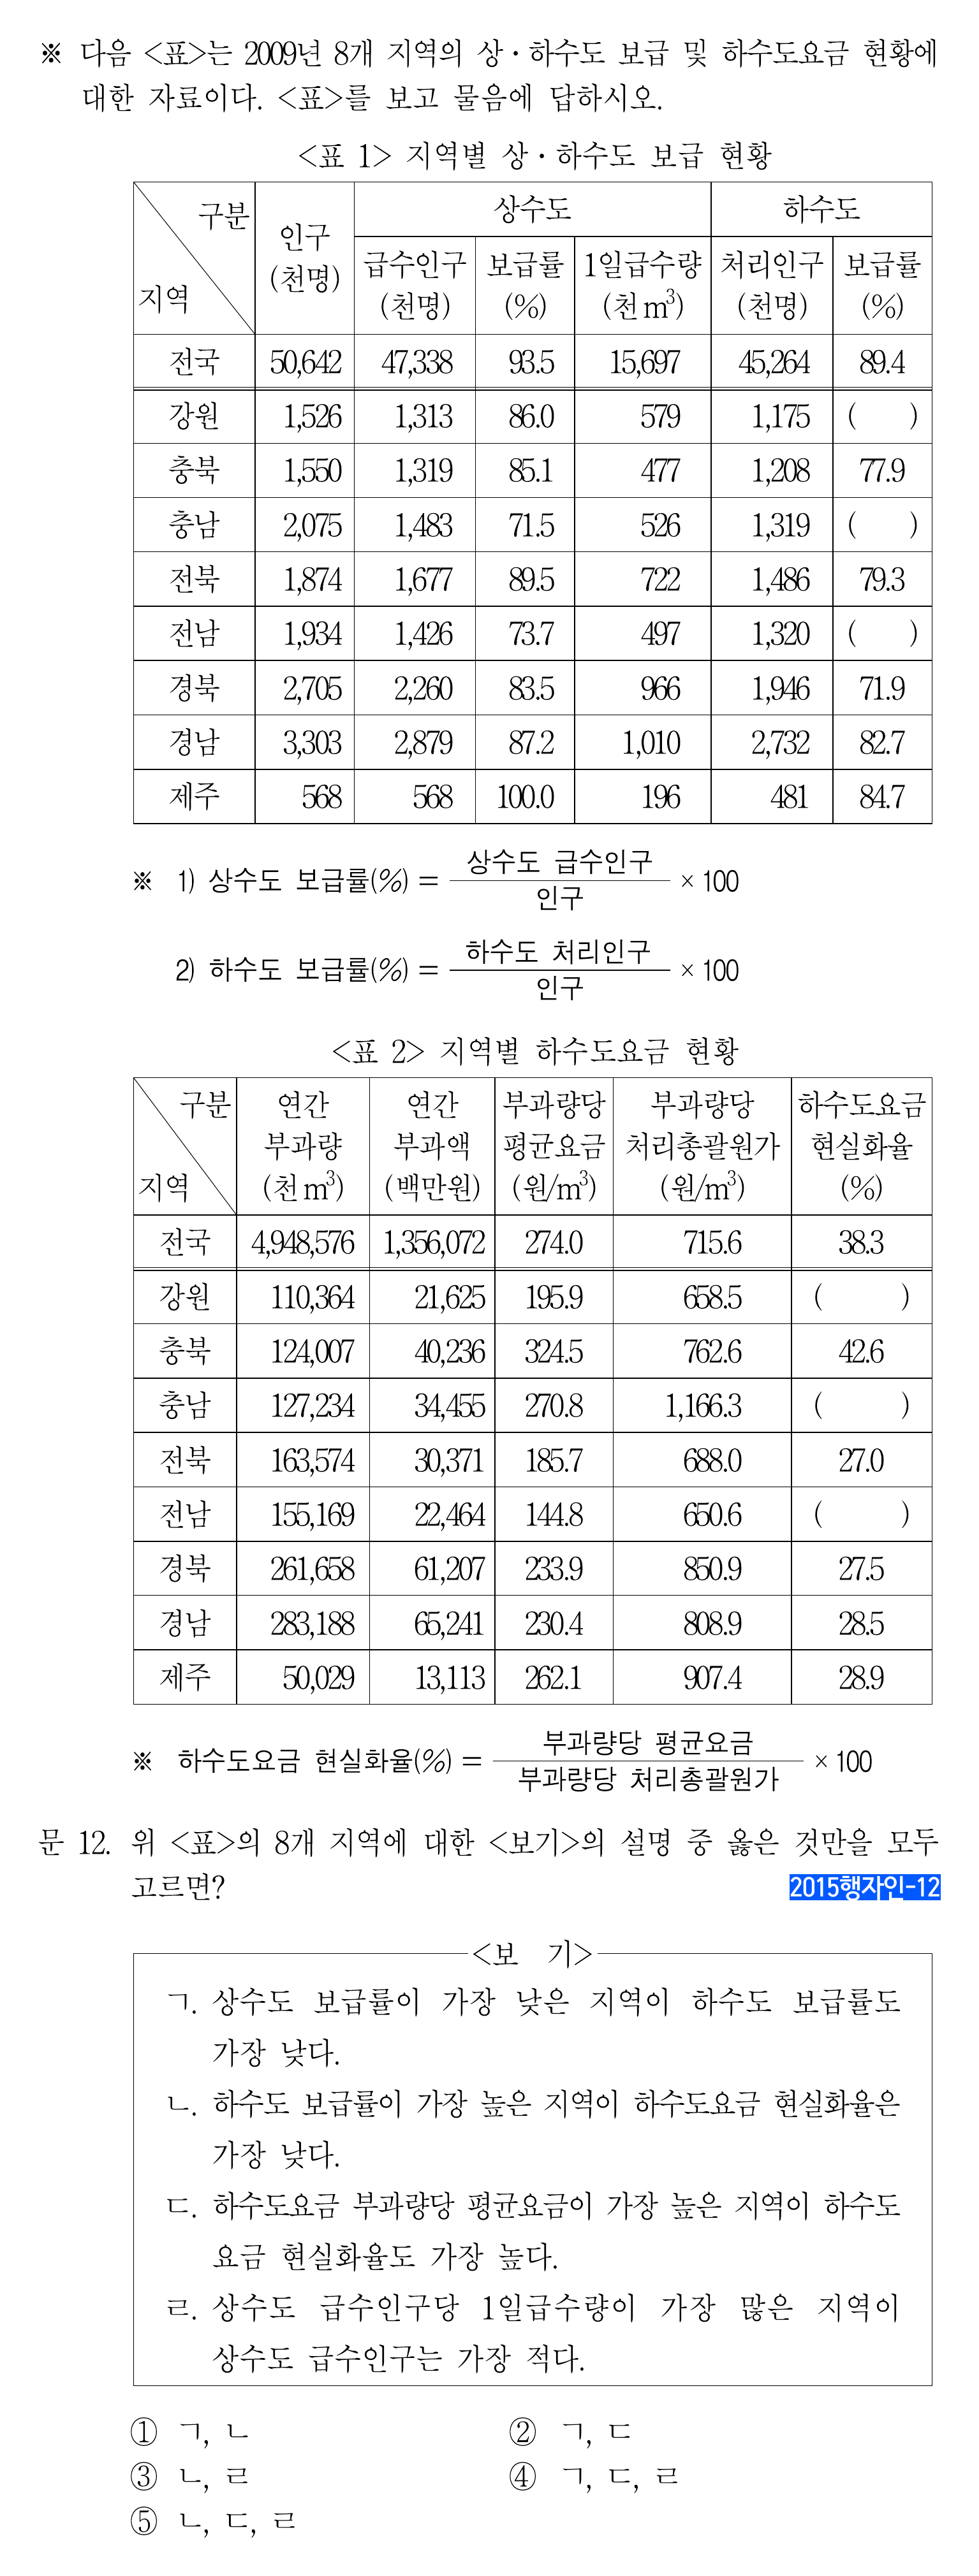 ※ 다음 <표>는 2009년 8개 지역의 상·하수도 보급 및 하수도요금 현황에
대한 자료이다. <표>를 보고 물음에 답하시오.
<표 1> 지역별 상·하수도 보급 현황
구분 지역 인구 (천명) 상수도 하수도
급수인구 (천명) 보급률 (%) 1일급수량 (천㎥) 처리인구 (천명) 보급률 (%)
전국 50,642 47,338 93.5 15,697 45,264 89.4
강원 1,526 1,313 86.0 579 1,175 ( )
충북 1,550 1,319 85.1 477 1,208 77.9
충남 2,075 1,483 71.5 526 1,319 ( )
전북 1,874 1,677 89.5 722 1,486 79.3
전남 1,934 1,426 73.7 497 1,320 ( )
경북 2,705 2,260 83.5 966 1,946 71.9
경남 3,303 2,879 87.2 1,010 2,732 82.7
제주 568 568 100.0 196 481 84.7
※ 1) 상수도 보급률(%) = 상수도 급수인구 / 인구 × 100
2) 하수도 보급률(%) = 하수도 처리인구 / 인구 × 100
<표 2> 지역별 하수도요금 현황
구분 지역 연간 부과량 (천㎥) 연간 부과액 (백만원) 부과량당 평균요금 (원/㎥) 부과량당 처리총괄원가 (원/㎥) 하수도요금 현실화율 (%)
전국 4,948,576 1,356,072 274.0 715.6 38.3
강원 110,364 21,625 195.9 658.5 ( )
충북 124,007 40,236 324.5 762.6 42.6
충남 127,234 34,455 270.8 1,166.3 ( )
전북 163,574 30,371 185.7 688.0 27.0
전남 155,169 22,464 144.8 650.6 ( )
경북 261,658 61,207 233.9 850.9 27.5
경남 283,188 65,241 230.4 808.9 28.5
제주 50,029 13,113 262.1 907.4 28.9
※ 하수도요금 현실화율(%) = 부과량당 평균요금 / 부과량당 처리총괄원가 × 100
문 12. 위 <표>의 8개 지역에 대한 <보기>의 설명 중 옳은 것만을 모두
고르면? 2015행자인-12
<보 기>
ㄱ. 상수도 보급률이 가장 낮은 지역이 하수도 보급률도
가장 낮다.
ㄴ. 하수도 보급률이 가장 높은 지역이 하수도요금 현실화율은
가장 낮다.
ㄷ. 하수도요금 부과량당 평균요금이 가장 높은 지역이 하수도
요금 현실화율도 가장 높다.
ㄹ. 상수도 급수인구당 1일급수량이 가장 많은 지역이
상수도 급수인구는 가장 적다.
① ㄱ, ㄴ ② ㄱ, ㄷ
③ ㄴ, ㄹ ④ ㄱ, ㄷ, ㄹ
⑤ ㄴ, ㄷ, ㄹ